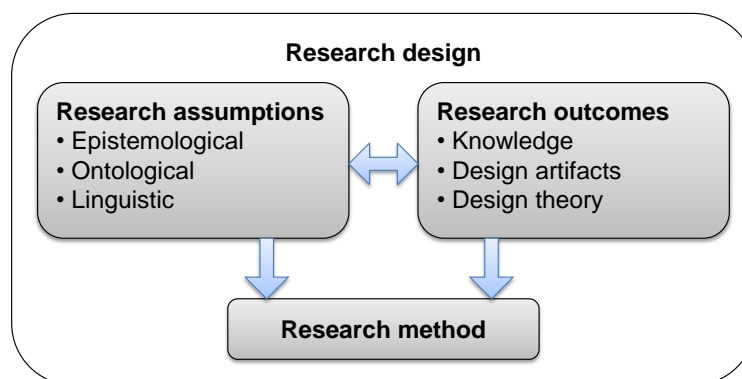 Research design
Research assumptions
• Epistemological
• Ontological
• Linguistic
Research outcomes
• Knowledge
• Design artifacts
• Design theory
Research method